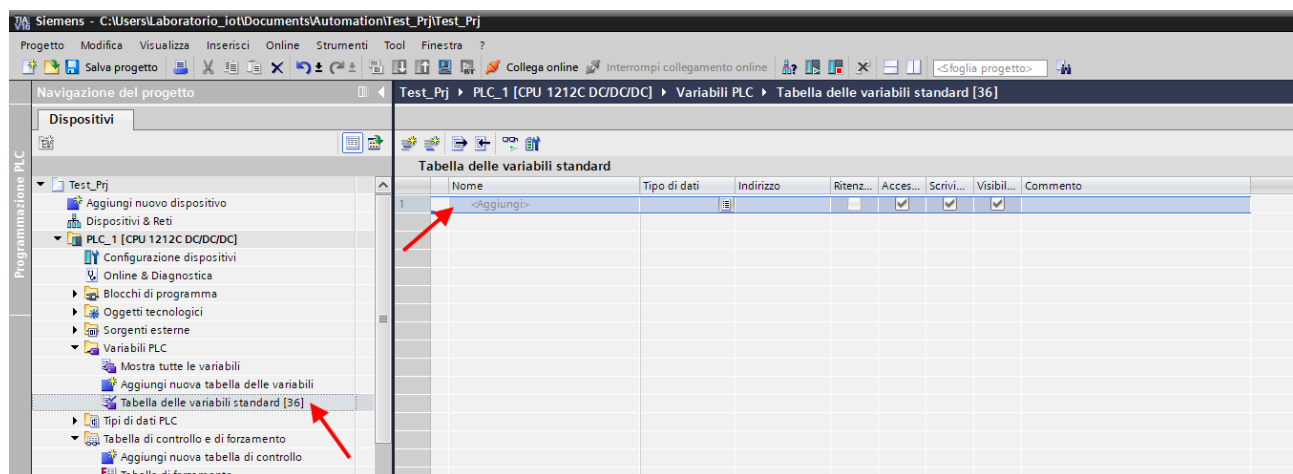 Siemens - C:\Users\Laboratorio_iot\Documents\Automation\Test_Prj\Test_Prj
Progetto Modifica Visualizza Inserisci Online Strumenti Tool Finestra ?
Salva progetto Collega online Interrompi collegamento online <Sfoglia progetto>
Navigazione del progetto
Test_Prj PLC_1 [CPU 1212C DC/DC/DC] Variabili PLC Tabella delle variabili standard [36]
Dispositivi
Programmazione PLC
Tabella delle variabili standard
Nome Tipo di dati Indirizzo Ritenz... Acces... Scrivi... Visibil... Commento
1 <Aggiungi>
Test_Prj
Aggiungi nuovo dispositivo
Dispositivi & Reti
PLC_1 [CPU 1212C DC/DC/DC]
Configurazione dispositivi
Online & Diagnostica
Blocchi di programma
Oggetti tecnologici
Sorgenti esterne
Variabili PLC
Mostra tutte le variabili
Aggiungi nuova tabella delle variabili
Tabella delle variabili standard [36]
Tipi di dati PLC
Tabella di controllo e di forzamento
Aggiungi nuova tabella di controllo
Tabella di forzamento